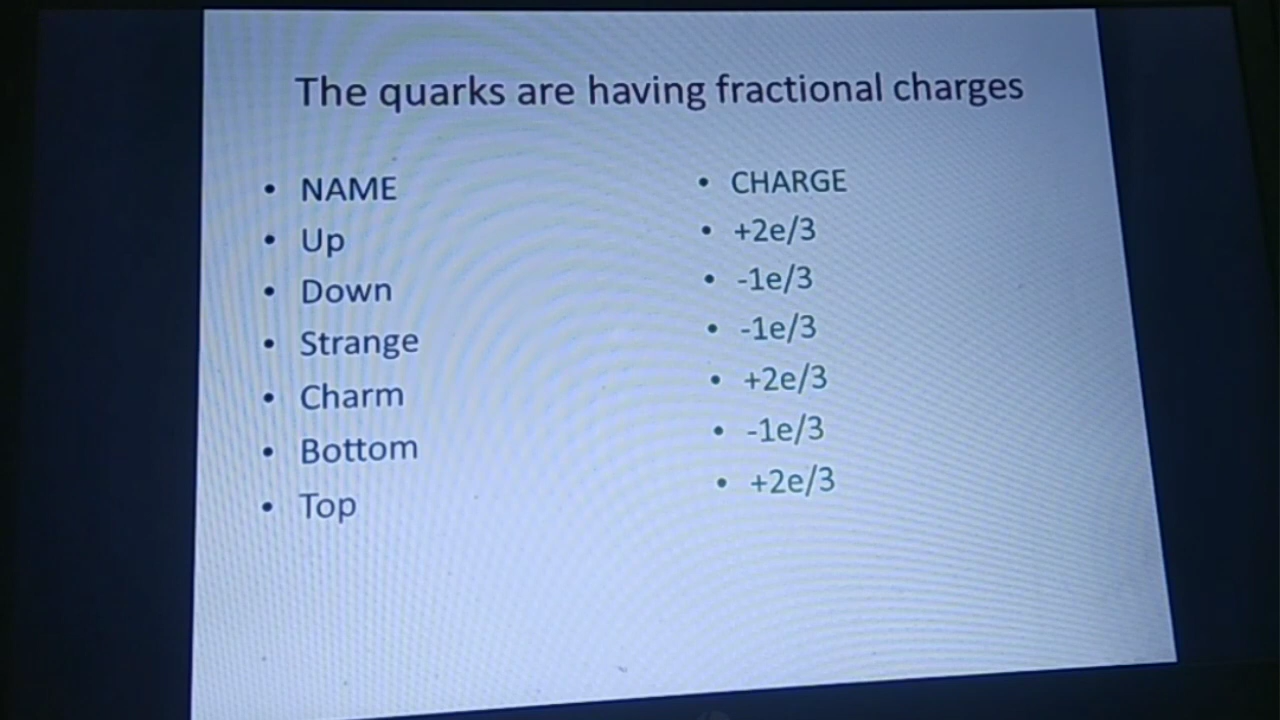 The quarks are having fractional charges
• NAME
• Up
• Down
• Strange
• Charm
• Bottom
• Top
• CHARGE
• +2e/3
• -1e/3
• -1e/3
• +2e/3
• -1e/3
• +2e/3